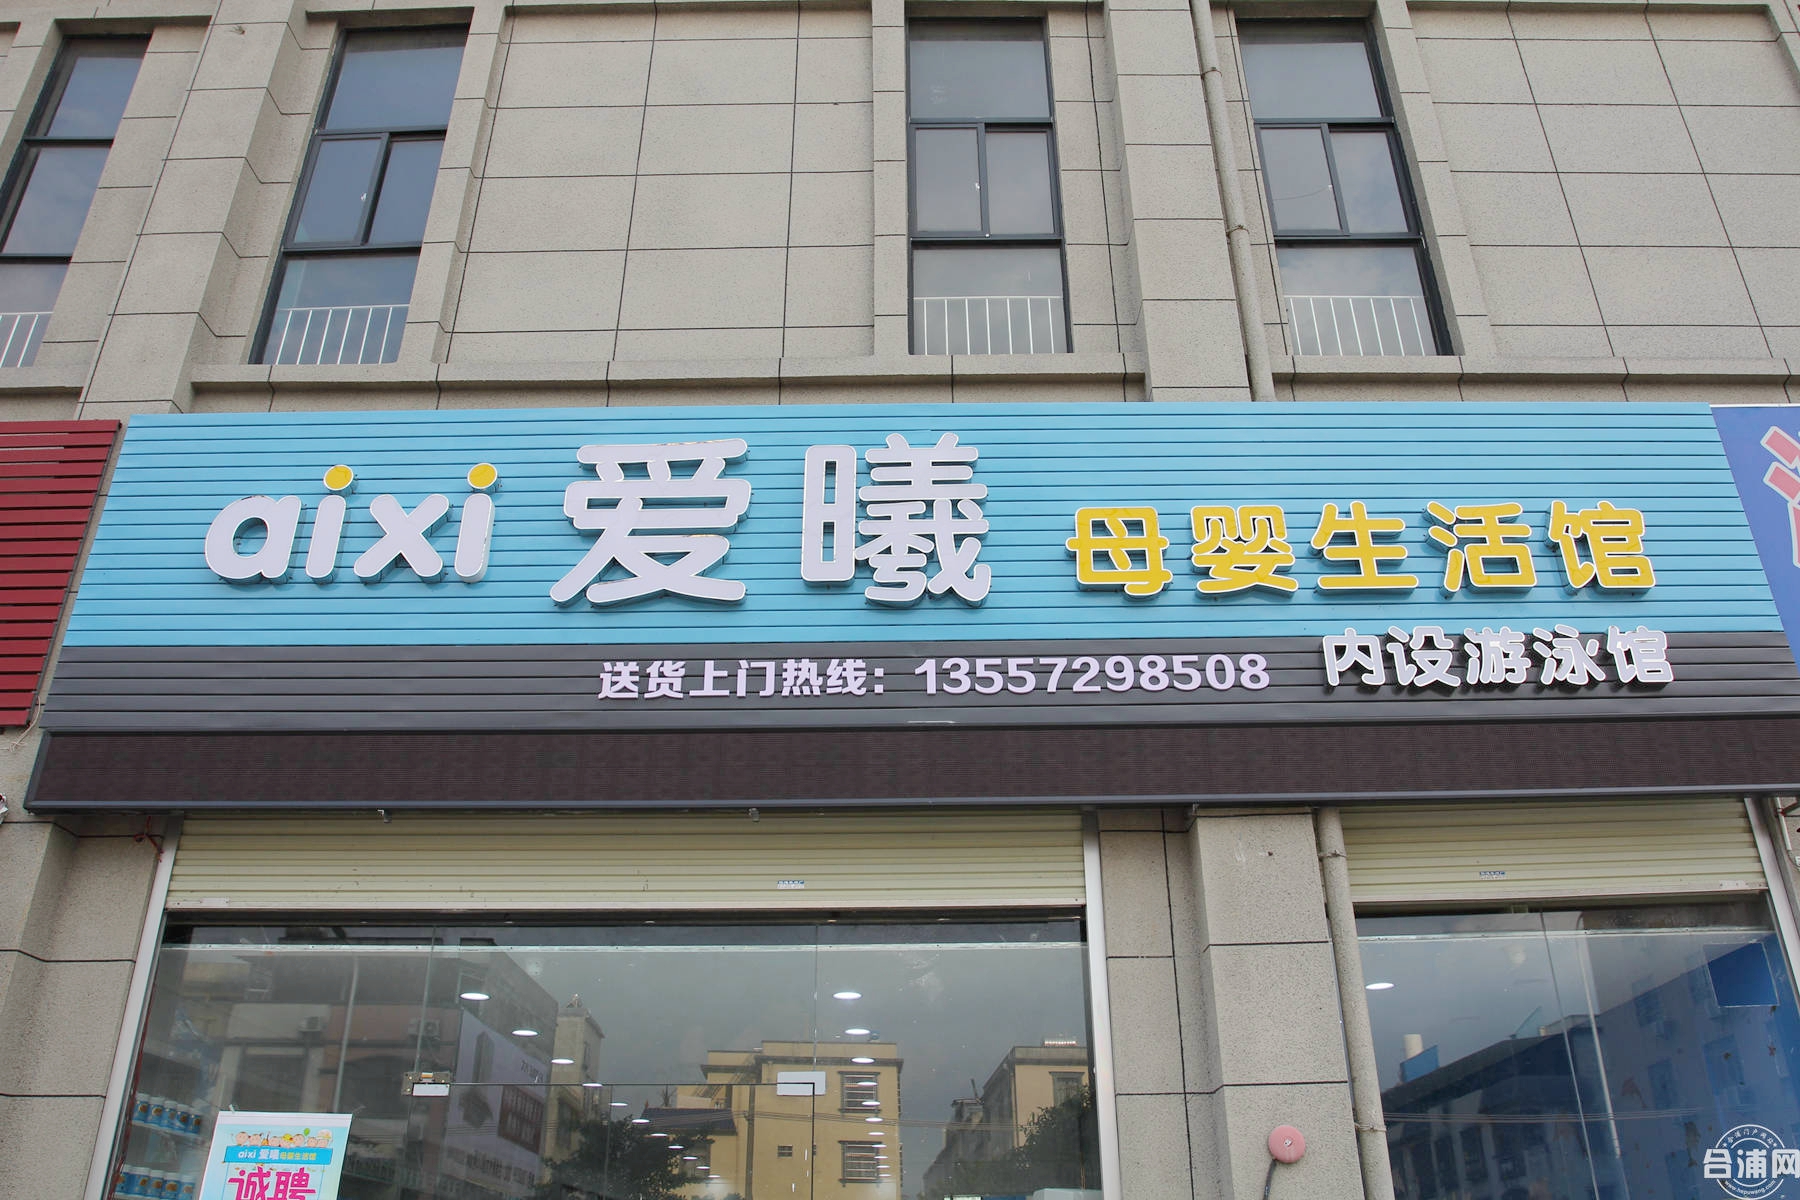 aixi 爱曦 母婴生活馆
送货上门热线：13557298508 内设游泳馆
aixi 爱曦母婴生活馆
诚聘
合浦网